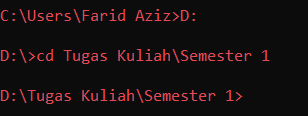 C:\Users\Farid Aziz>D:
D:\>cd Tugas Kuliah\Semester 1
D:\Tugas Kuliah\Semester 1>